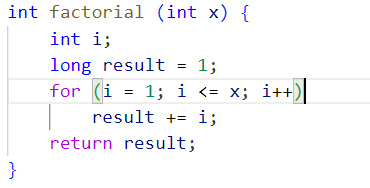 int factorial (int x) {
    int i;
    long result = 1;
    for (i = 1; i <= x; i++)
        result += i;
    return result;
}